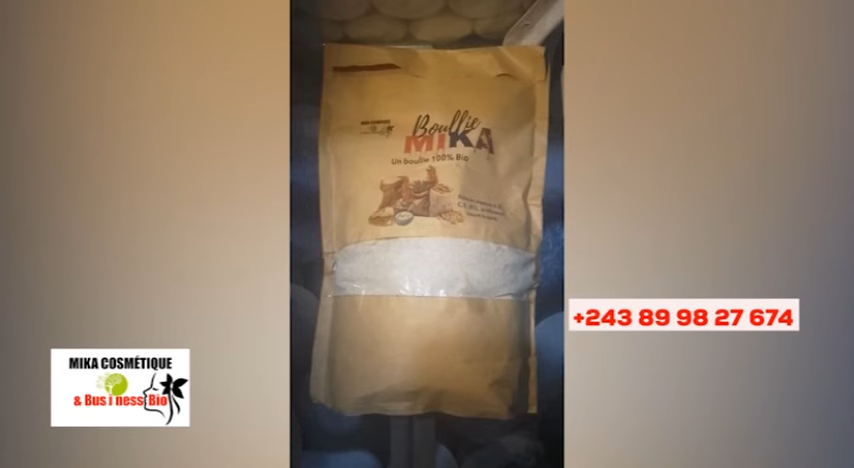 Bouillie
MIKA
Un bouillie 100% Bio
+243 89 98 27 674
MIKA COSMÉTIQUE
& Bus i ness Bio